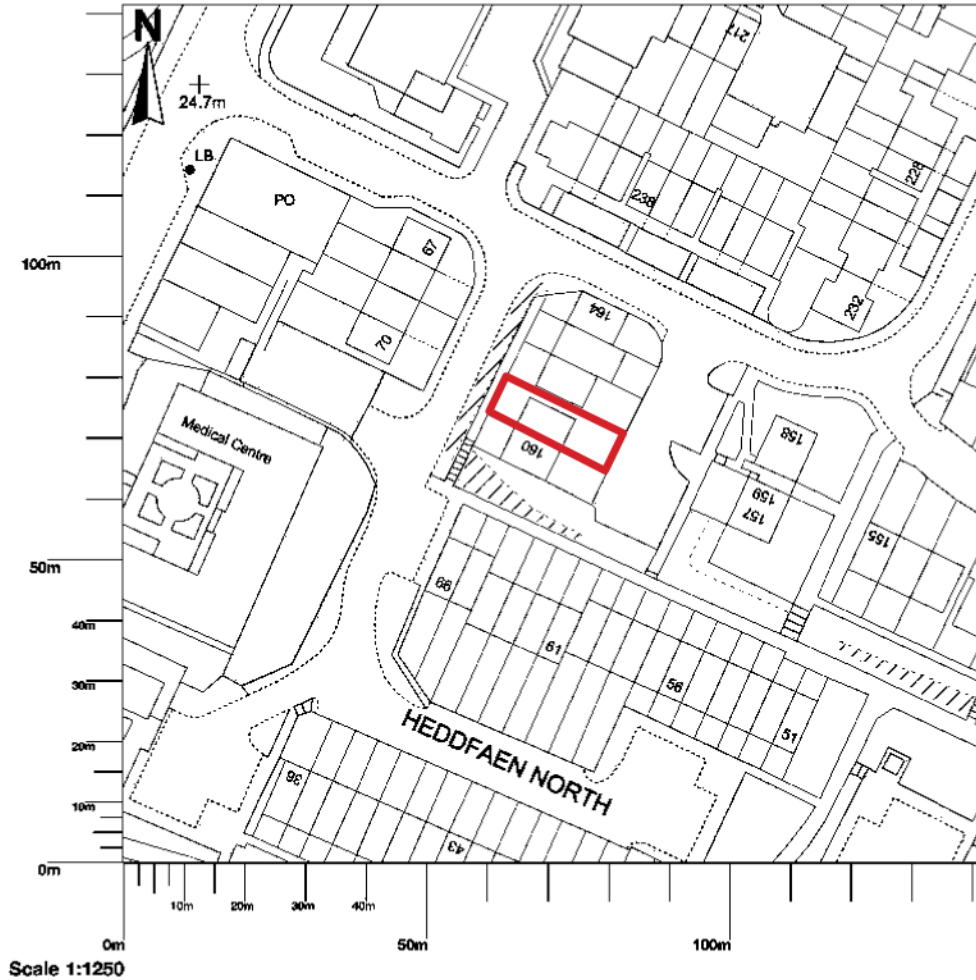 N
24.7m
LB
PO
217
228
238
67
232
70
164
100m
Medical Centre
160
158
159
157
155
50m
66
61
56
51
40m
30m
20m
10m
0m
HEDDFAEN NORTH
36
43
10m
20m
30m
40m
0m
50m
100m
Scale 1:1250